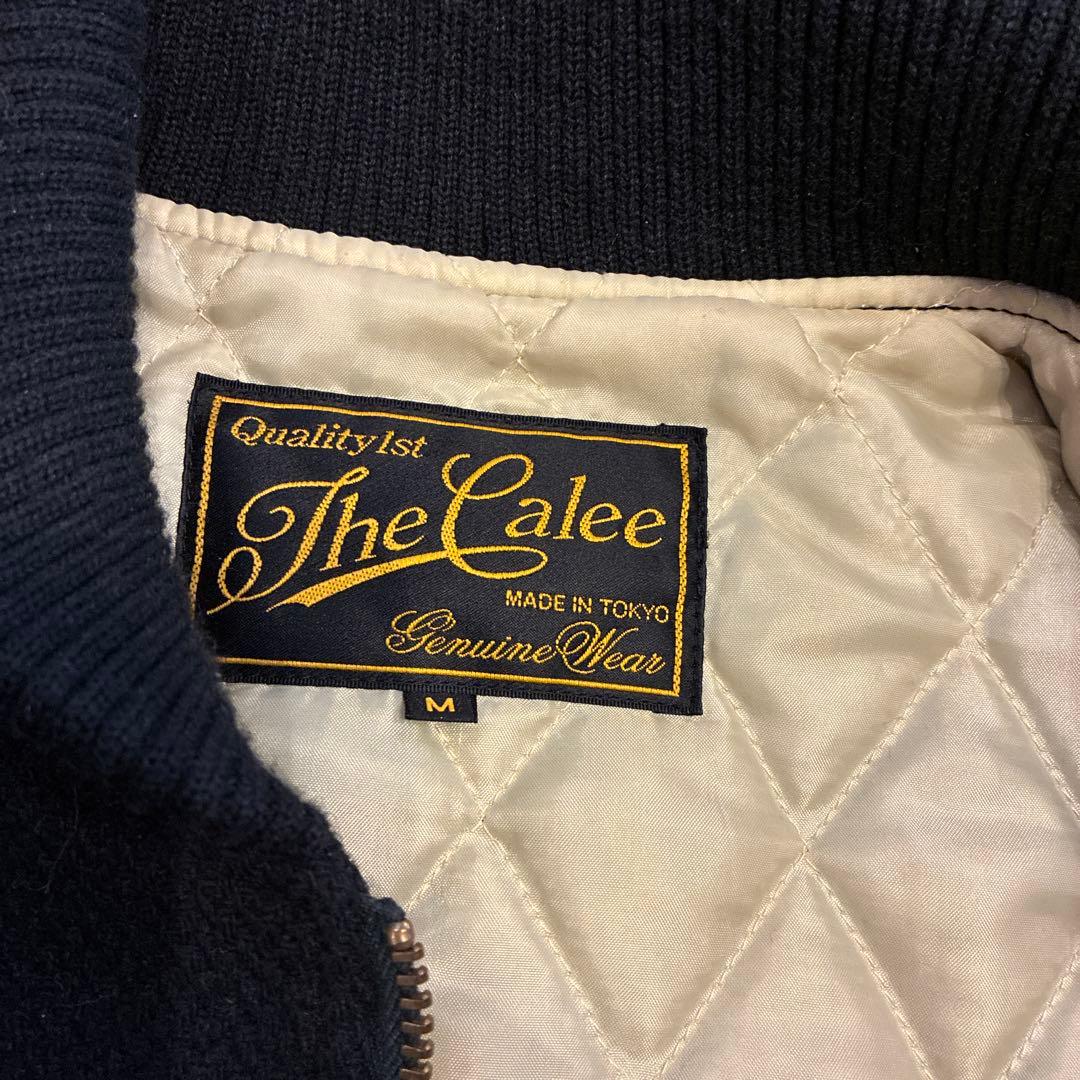 Quality 1st
The Calee
MADE IN TOKYO
Genuine Wear
M